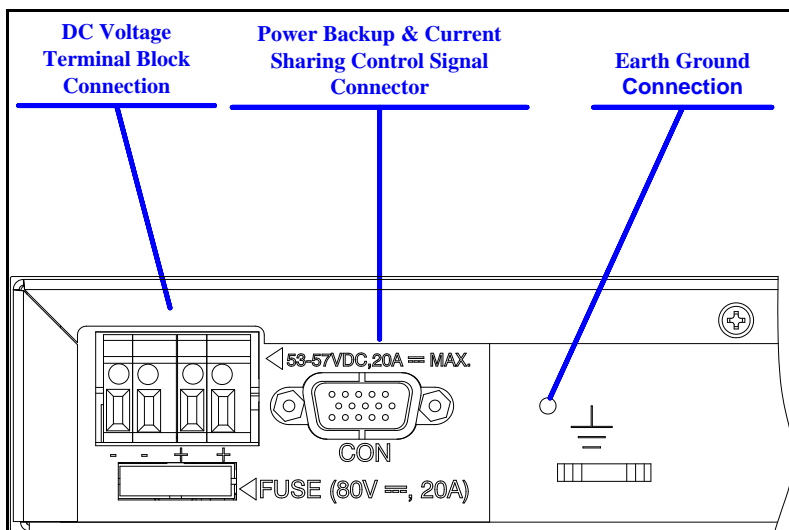 DC Voltage
Terminal Block
Connection
Power Backup & Current
Sharing Control Signal
Connector
Earth Ground
Connection
53-57VDC,20A ⎓ MAX.
CON
- - + +
FUSE (80V ⎓, 20A)